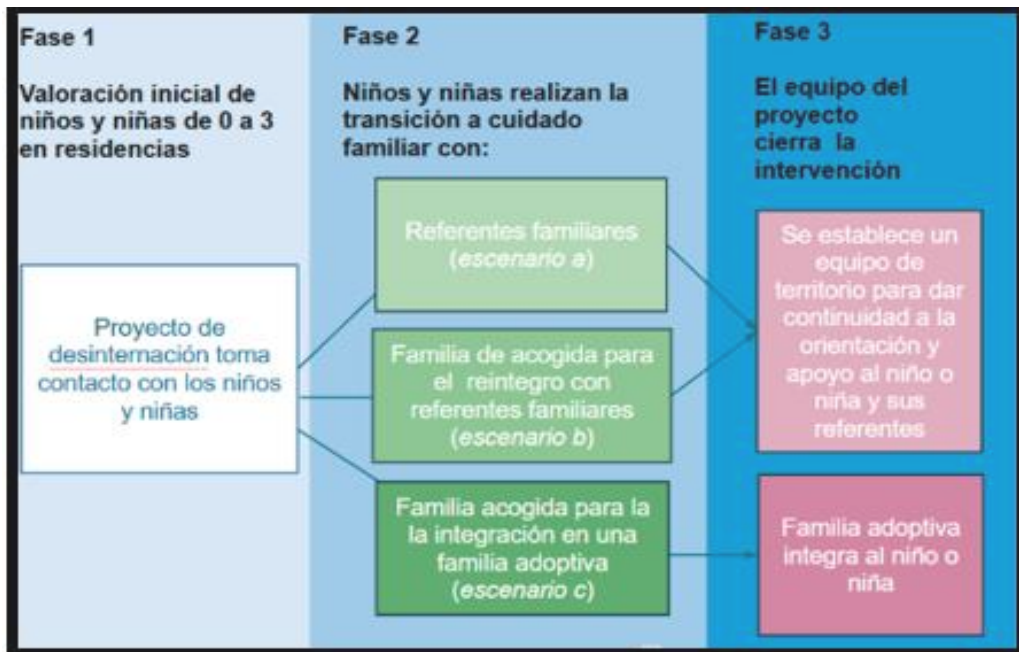 Fase 1
Valoración inicial de
niños y niñas de 0 a 3
en residencias
Proyecto de
desinternación toma
contacto con los niños
y niñas
Fase 2
Niños y niñas realizan la
transición a cuidado
familiar con:
Referentes familiares
(escenario a)
Familia de acogida para
el reintegro con
referentes familiares
(escenario b)
Familia acogida para la
la integración en una
familia adoptiva
(escenario c)
Fase 3
El equipo del
proyecto
cierra la
intervención
Se establece un
equipo de
territorio para dar
continuidad a la
orientación y
apoyo al niño o
niña y sus
referentes
Familia adoptiva
integra al niño o
niña